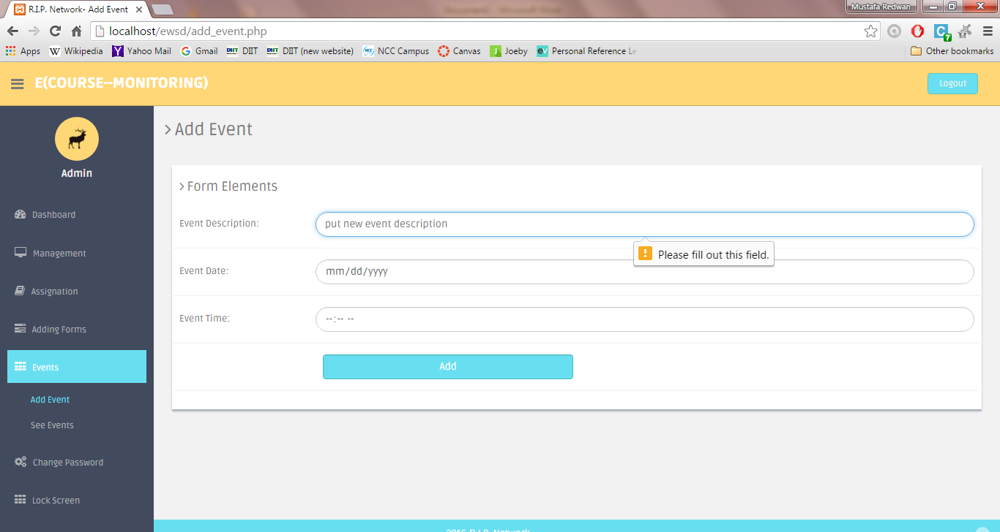 R.I.P. Network- Add Event
Mustafa Redwan
localhost/ewsd/add_event.php
7
Apps Wikipedia Yahoo Mail Gmail DIIT DIIT (new website) NCC Campus Canvas Joeby Personal Reference Le Other bookmarks
E(COURSE--MONITORING)
Logout
Add Event
Admin
Form Elements
Dashboard
Event Description: put new event description
Please fill out this field.
Management
Event Date: mm/dd/yyyy
Assignation
Event Time: --:-- --
Adding Forms
Events
Add
Add Event
See Events
Change Password
Lock Screen
2016 R.I.P. Network